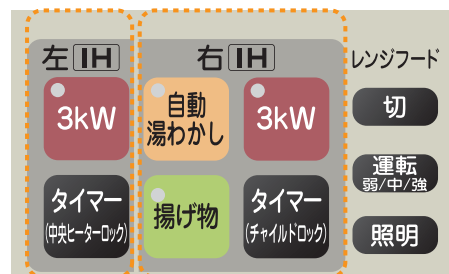 左IH
3kW
タイマー
(中央ヒーターロック)
右IH
自動
湯わかし
3kW
揚げ物
タイマー
(チャイルドロック)
レンジフード
切
運転
弱/中/強
照明